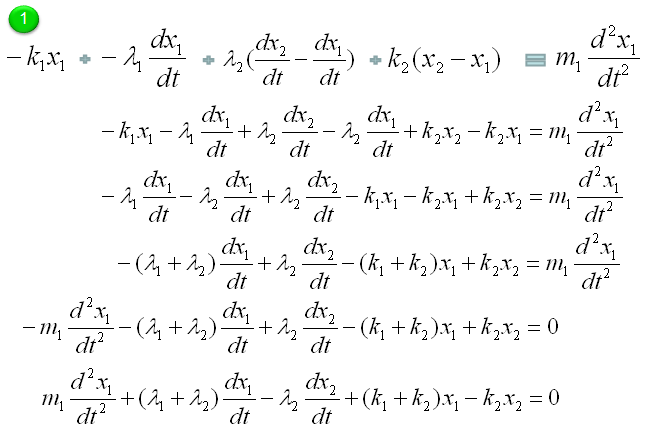 1
−k₁x₁ + −λ₁ dx₁/dt + λ₂(dx₂/dt − dx₁/dt) + k₂(x₂ − x₁) = m₁ d²x₁/dt²
−k₁x₁ − λ₁ dx₁/dt + λ₂ dx₂/dt − λ₂ dx₁/dt + k₂x₂ − k₂x₁ = m₁ d²x₁/dt²
−λ₁ dx₁/dt − λ₂ dx₁/dt + λ₂ dx₂/dt − k₁x₁ − k₂x₁ + k₂x₂ = m₁ d²x₁/dt²
−(λ₁ + λ₂) dx₁/dt + λ₂ dx₂/dt − (k₁ + k₂)x₁ + k₂x₂ = m₁ d²x₁/dt²
−m₁ d²x₁/dt² − (λ₁ + λ₂) dx₁/dt + λ₂ dx₂/dt − (k₁ + k₂)x₁ + k₂x₂ = 0
m₁ d²x₁/dt² + (λ₁ + λ₂) dx₁/dt − λ₂ dx₂/dt + (k₁ + k₂)x₁ − k₂x₂ = 0